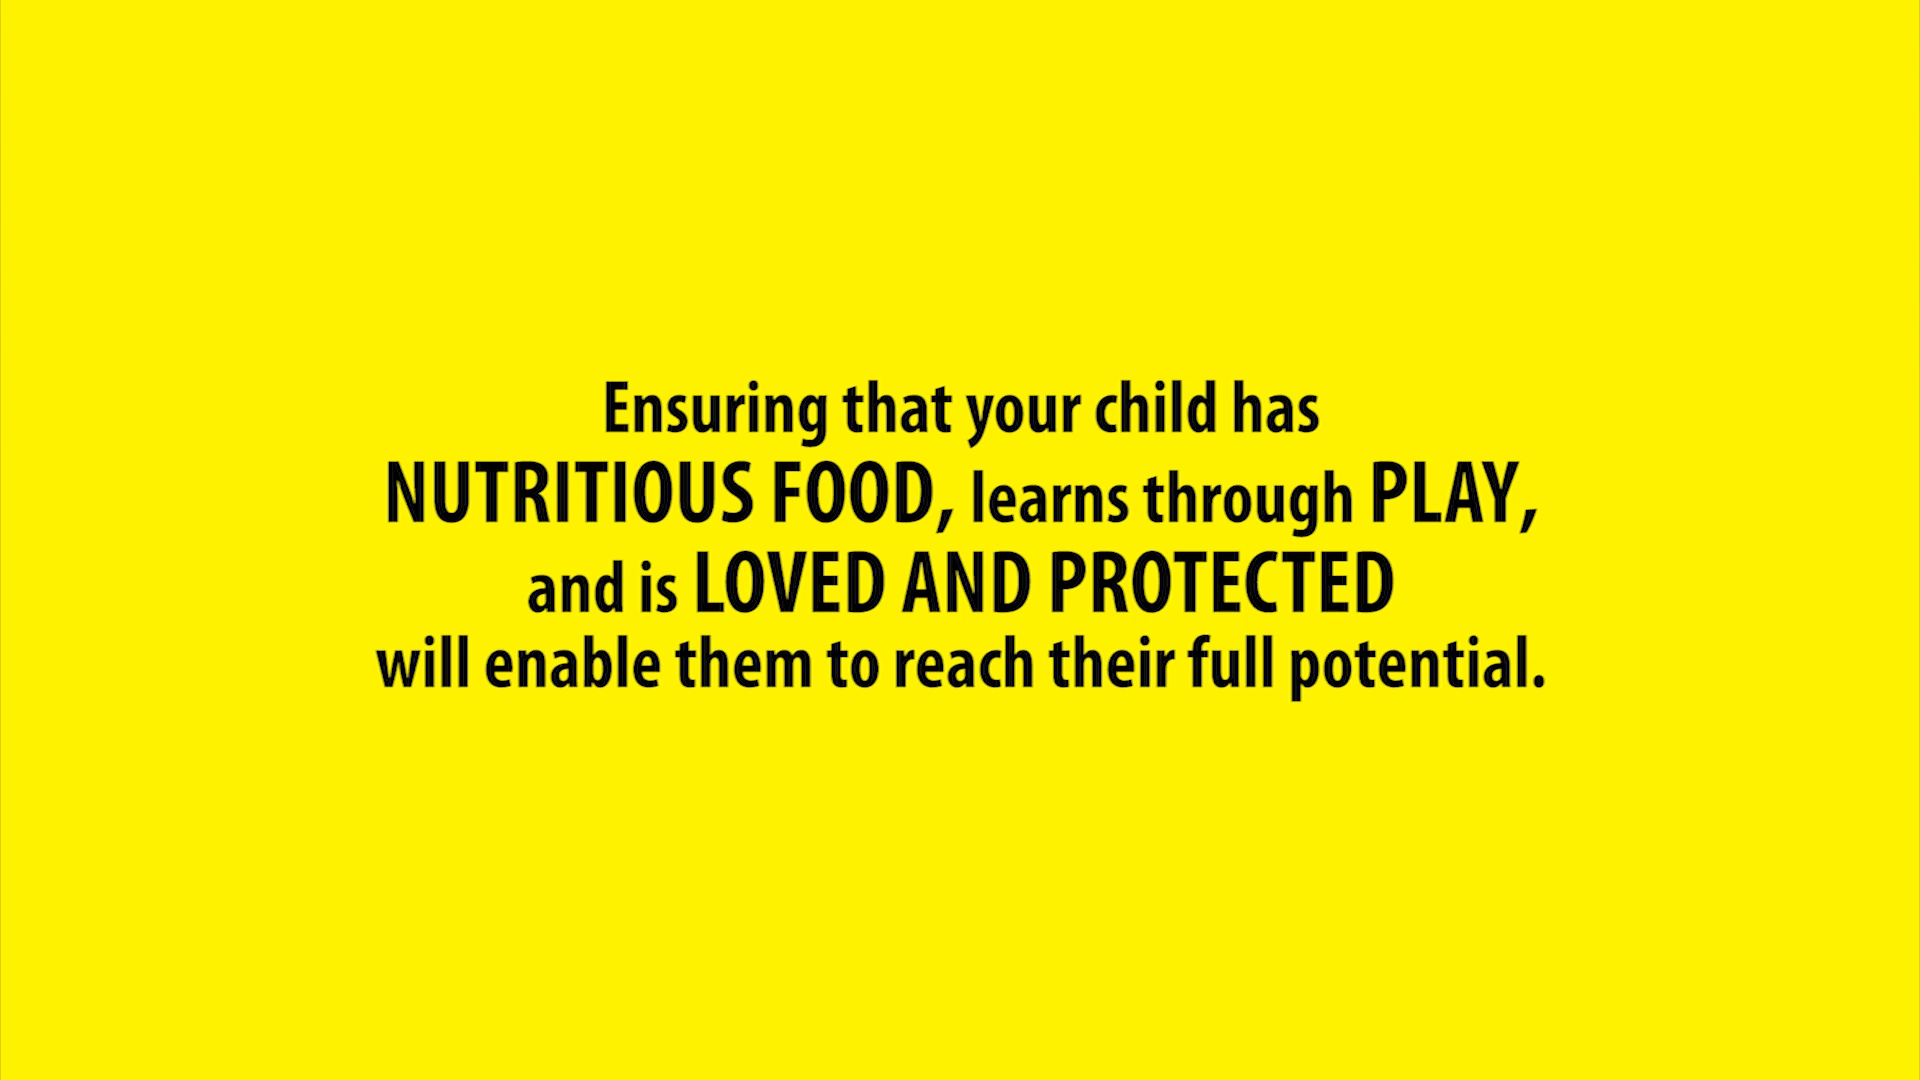 Ensuring that your child has
NUTRITIOUS FOOD, learns through PLAY,
and is LOVED AND PROTECTED
will enable them to reach their full potential.